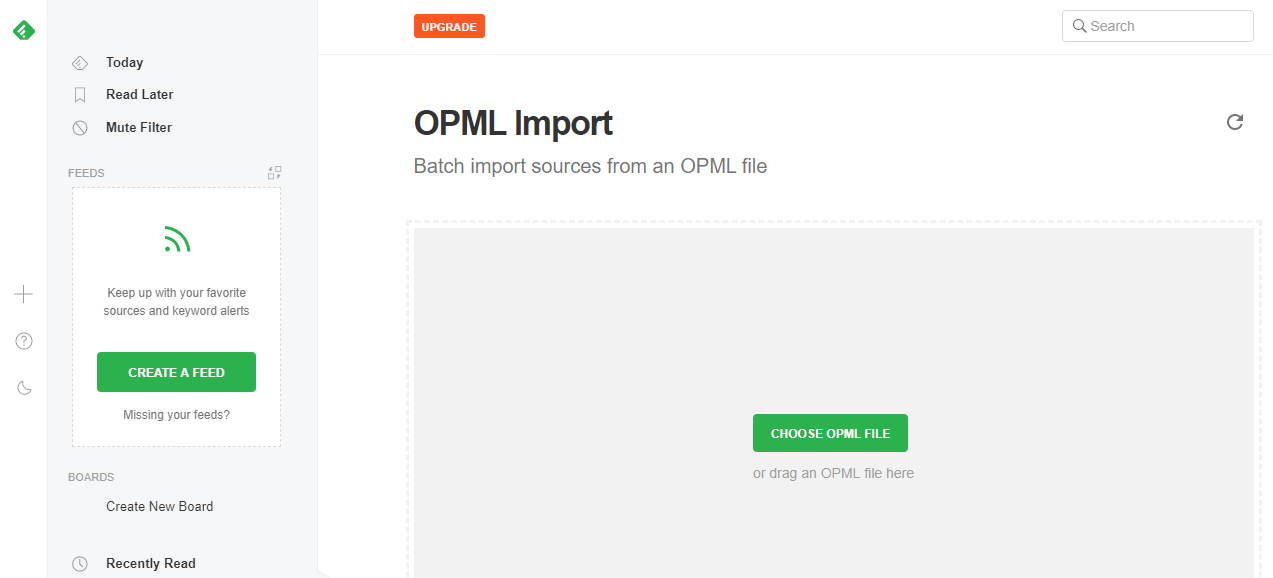 UPGRADE
Search
Today
Read Later
Mute Filter
FEEDS
Keep up with your favorite
sources and keyword alerts
CREATE A FEED
Missing your feeds?
BOARDS
Create New Board
Recently Read
OPML Import
Batch import sources from an OPML file
CHOOSE OPML FILE
or drag an OPML file here